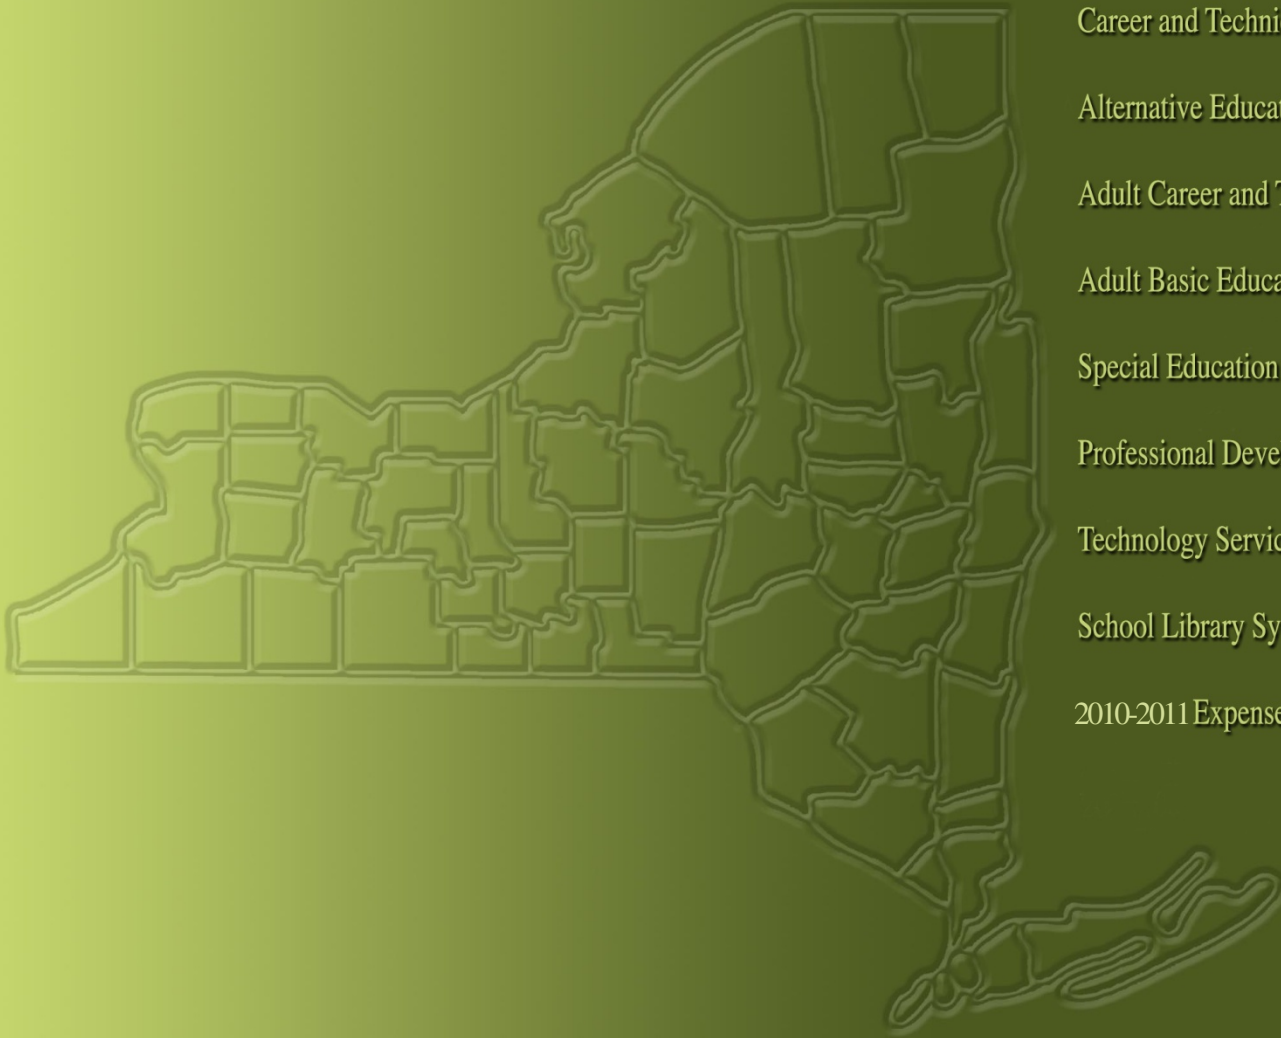 Career and Techni
Alternative Educa
Adult Career and
Adult Basic Educa
Special Education
Professional Deve
Technology Servic
School Library Sy
2010-2011 Expense